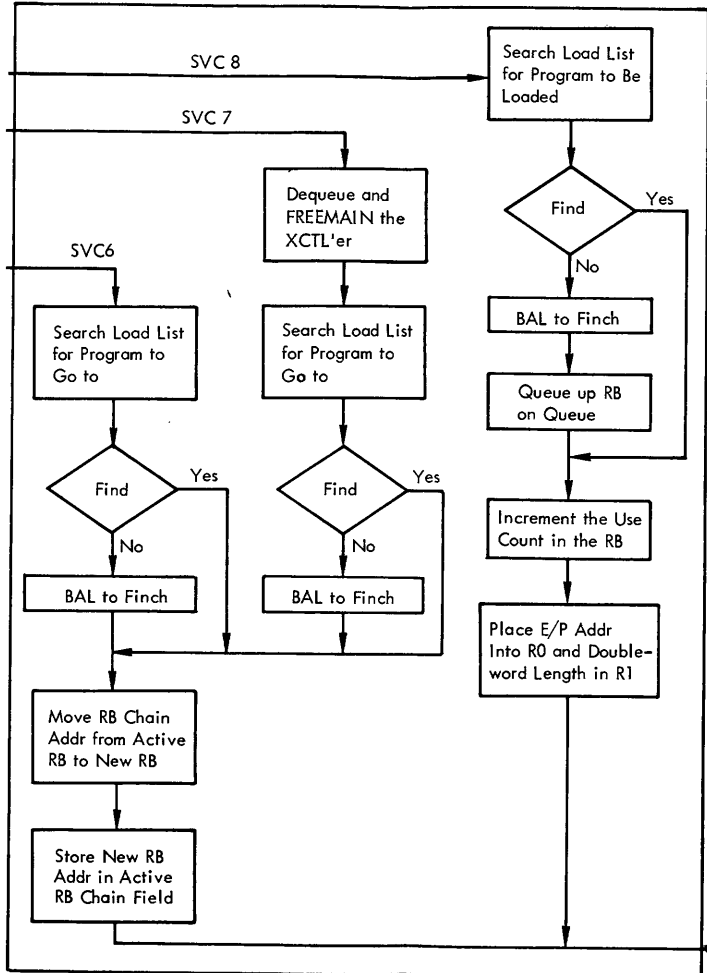 SVC 8
Search Load List
for Program to Be
Loaded
Find
Yes
No
BAL to Finch
Queue up RB
on Queue
Increment the Use
Count in the RB
Place E/P Addr
Into R0 and Double-
word Length in R1
SVC 7
Dequeue and
FREEMAIN the
XCTL'er
Search Load List
for Program to
Go to
Find
Yes
No
BAL to Finch
SVC6
Search Load List
for Program to
Go to
Find
Yes
No
BAL to Finch
Move RB Chain
Addr from Active
RB to New RB
Store New RB
Addr in Active
RB Chain Field